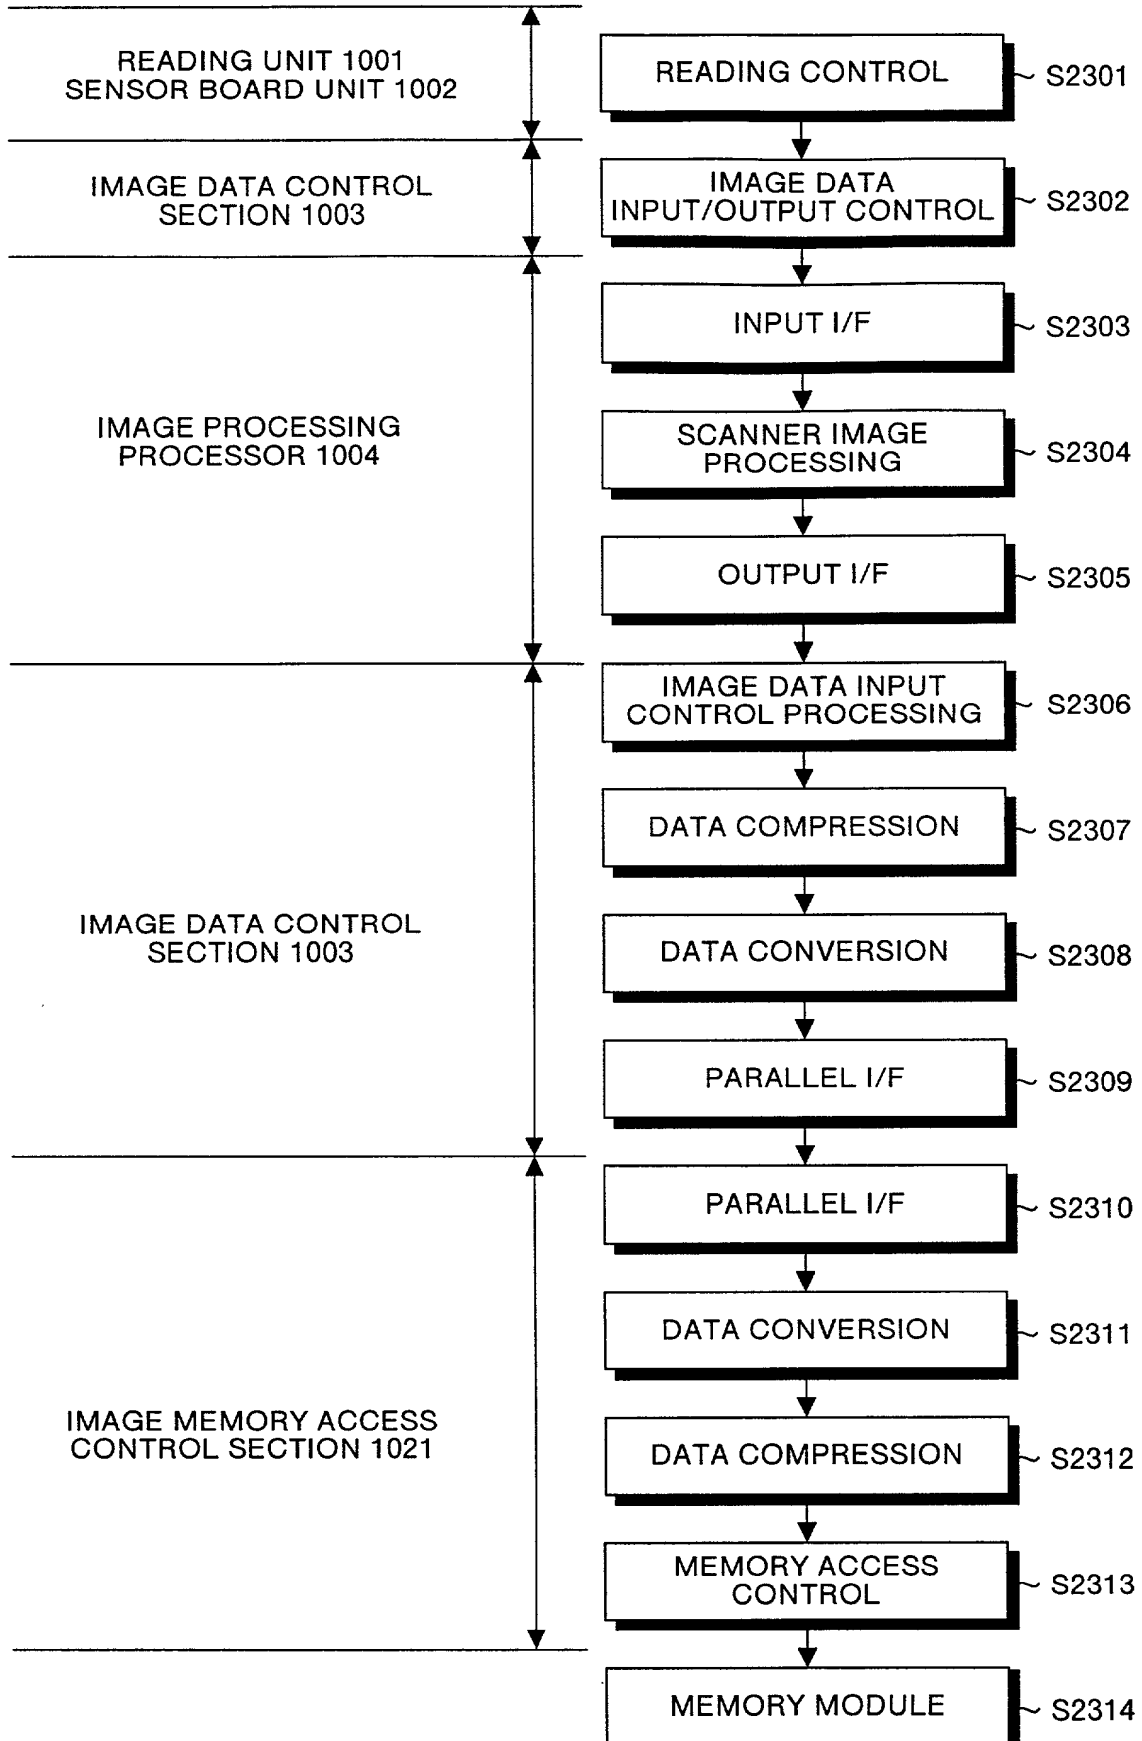 READING UNIT 1001
SENSOR BOARD UNIT 1002
READING CONTROL
S2301
IMAGE DATA CONTROL
SECTION 1003
IMAGE DATA
INPUT/OUTPUT CONTROL
S2302
INPUT I/F
S2303
IMAGE PROCESSING
PROCESSOR 1004
SCANNER IMAGE
PROCESSING
S2304
OUTPUT I/F
S2305
IMAGE DATA INPUT
CONTROL PROCESSING
S2306
DATA COMPRESSION
S2307
IMAGE DATA CONTROL
SECTION 1003
DATA CONVERSION
S2308
PARALLEL I/F
S2309
PARALLEL I/F
S2310
DATA CONVERSION
S2311
IMAGE MEMORY ACCESS
CONTROL SECTION 1021
DATA COMPRESSION
S2312
MEMORY ACCESS
CONTROL
S2313
MEMORY MODULE
S2314